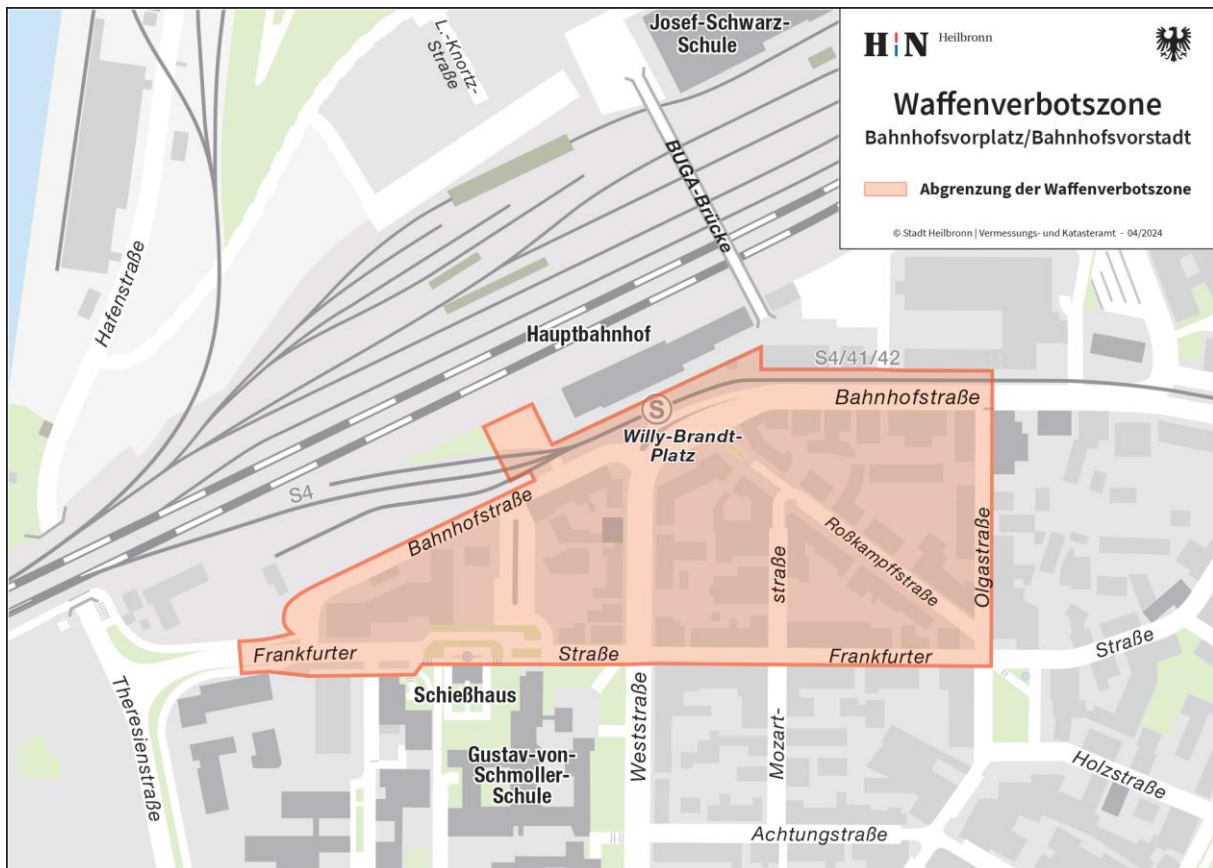 Josef-Schwarz-
Schule
L.-Knortz-
Straße
H¦N Heilbronn
Waffenverbotszone
Bahnhofsvorplatz/Bahnhofsvorstadt
Abgrenzung der Waffenverbotszone
© Stadt Heilbronn | Vermessungs- und Katasteramt - 04/2024
BUGA-Brücke
Hafenstraße
Hauptbahnhof
S4/41/42
Bahnhofstraße
S
Willy-Brandt-
Platz
S4
Bahnhofstraße
Roßkampffstraße
straße
Olgastraße
Frankfurter
Straße
Frankfurter
Straße
Schießhaus
Theresienstraße
Gustav-von-
Schmoller-
Schule
Weststraße
Mozart-
Holzstraße
Achtungstraße